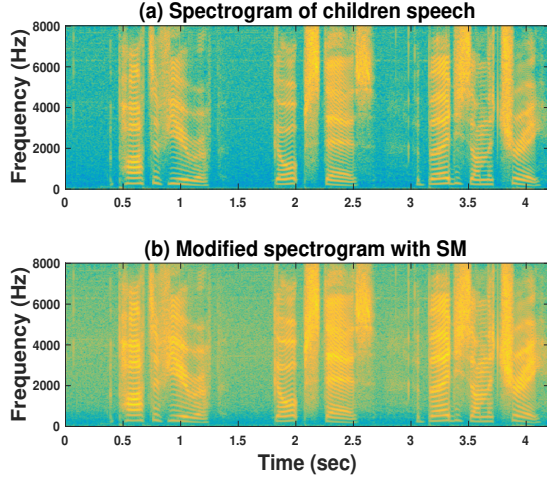 (a) Spectrogram of children speech
8000
6000
4000
2000
0
Frequency (Hz)
0 0.5 1 1.5 2 2.5 3 3.5 4
(b) Modified spectrogram with SM
8000
6000
4000
2000
0
Frequency (Hz)
0 0.5 1 1.5 2 2.5 3 3.5 4
Time (sec)